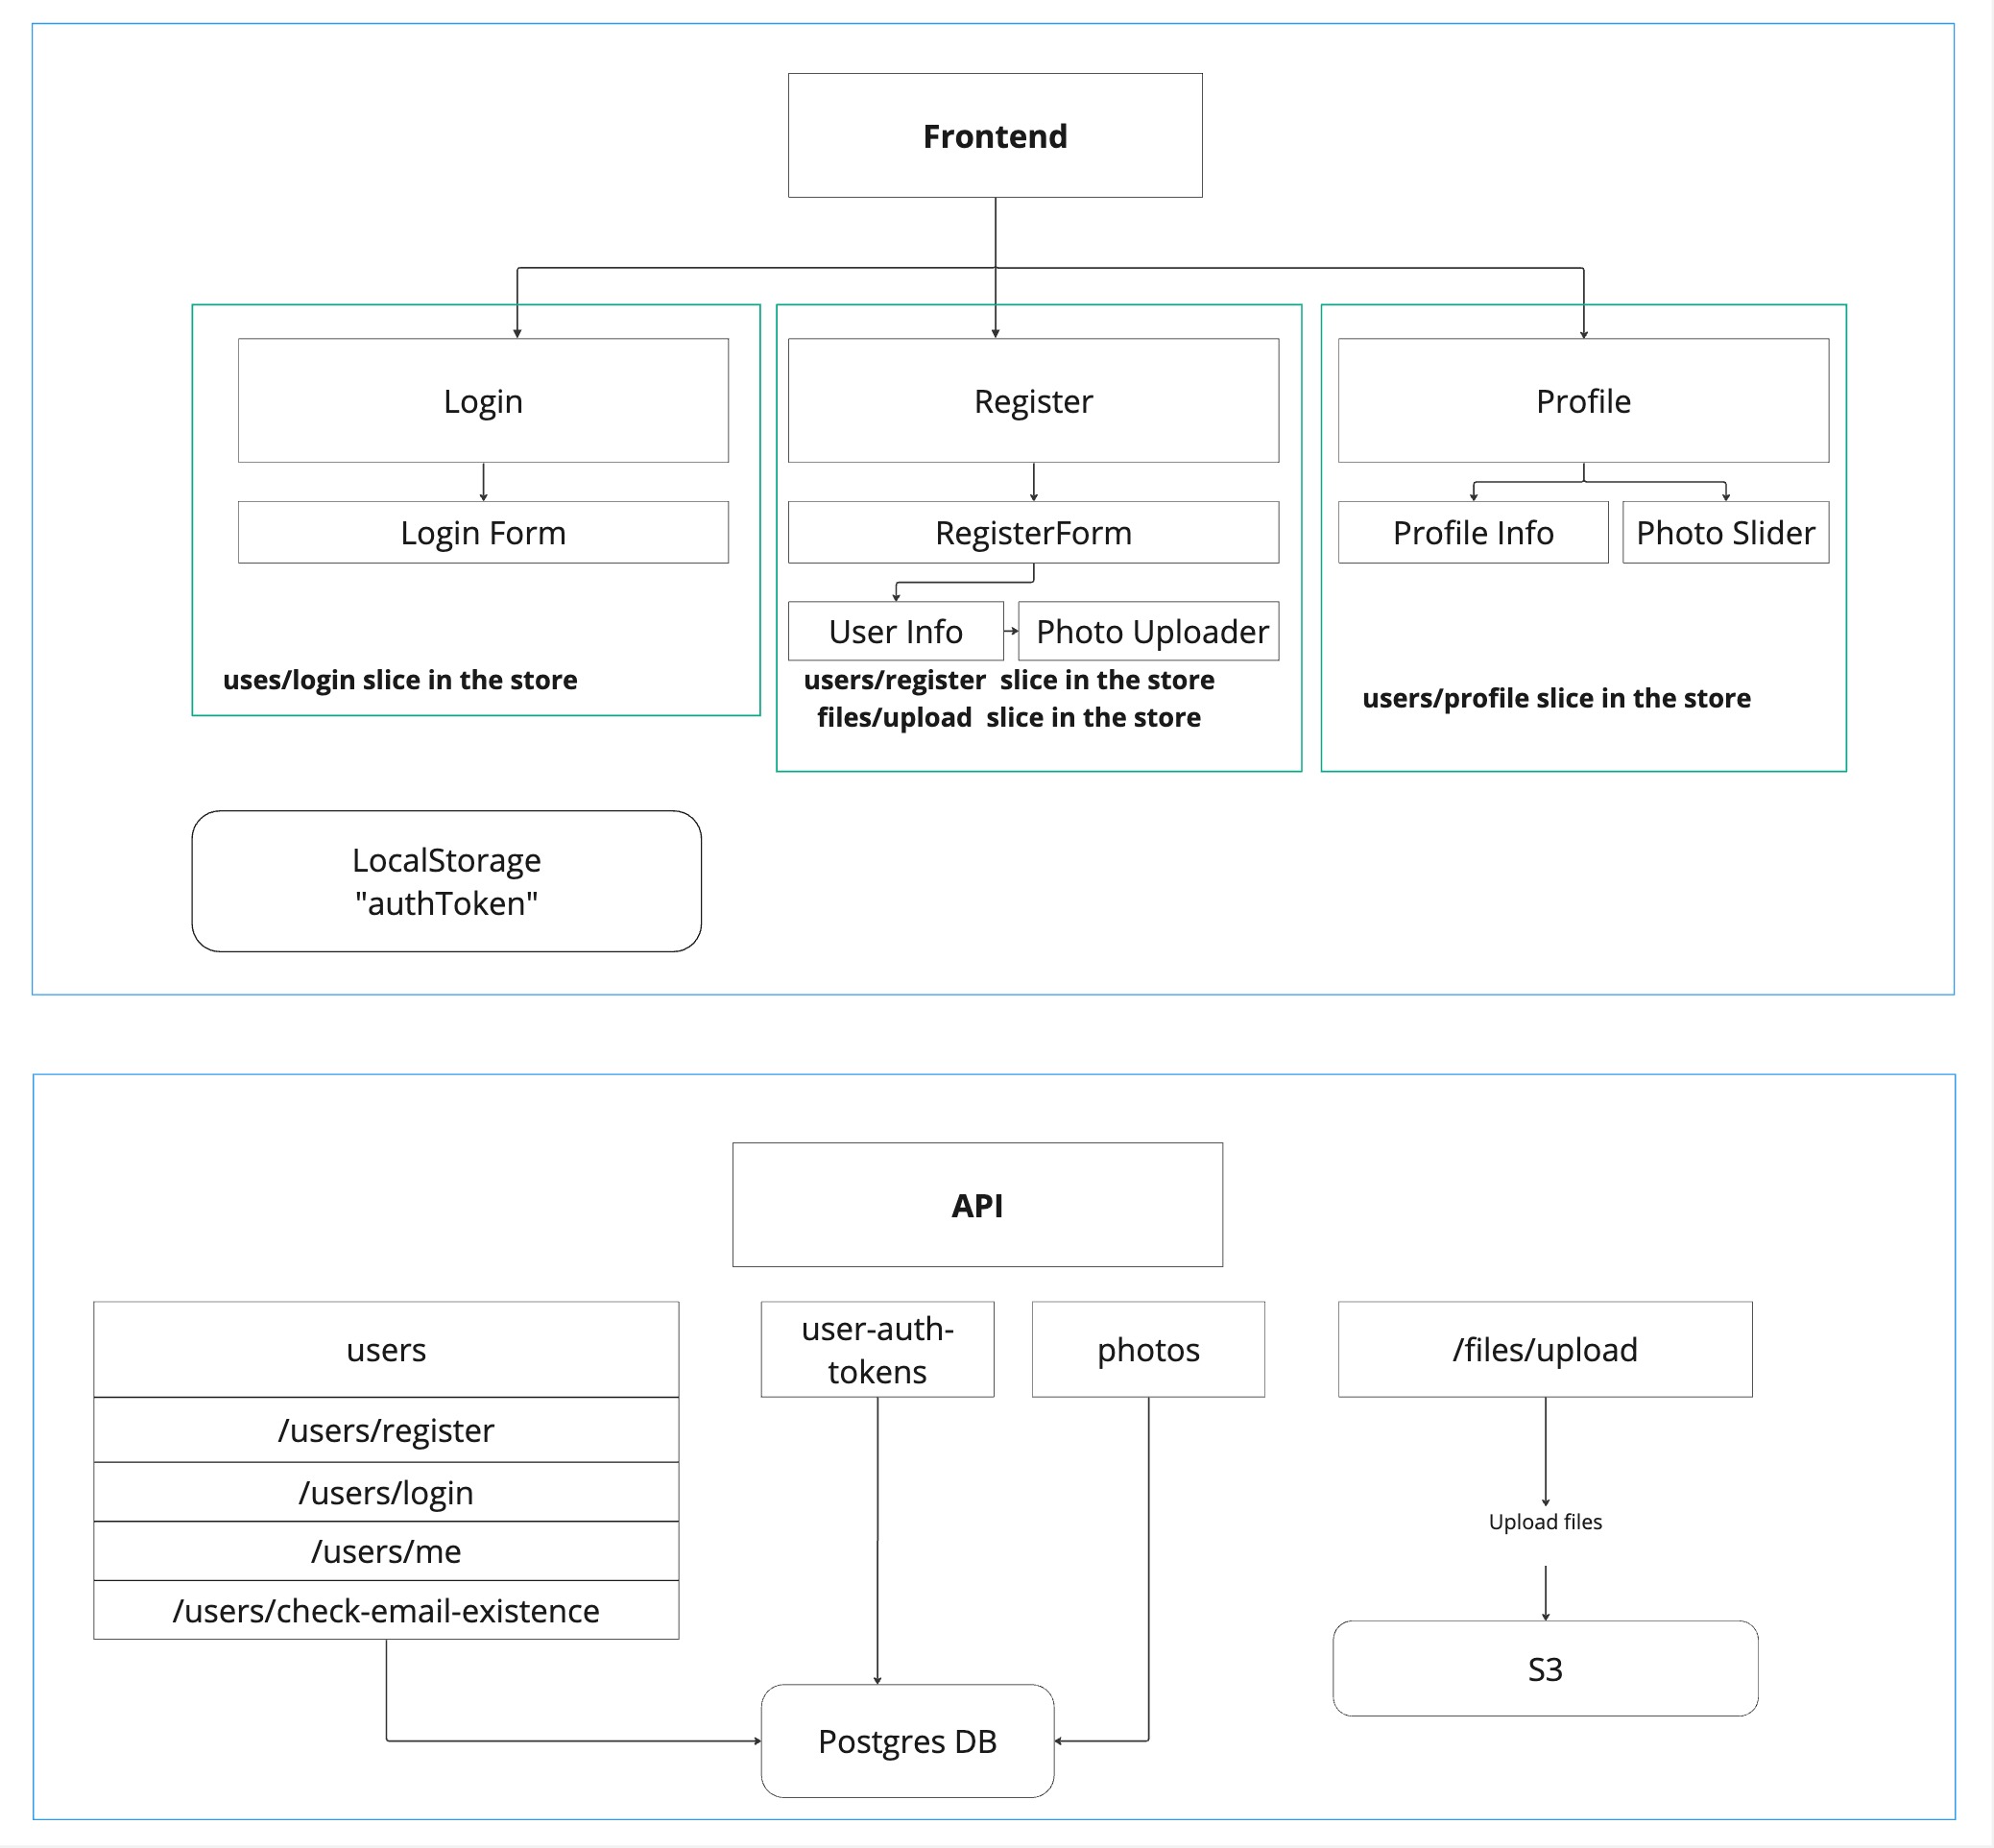 Frontend
Login
Register
Profile
Login Form
RegisterForm
Profile Info
Photo Slider
User Info
Photo Uploader
uses/login slice in the store
users/register  slice in the store
files/upload  slice in the store
users/profile slice in the store
LocalStorage
"authToken"
API
users
user-auth-
tokens
photos
/files/upload
/users/register
/users/login
/users/me
/users/check-email-existence
Upload files
S3
Postgres DB